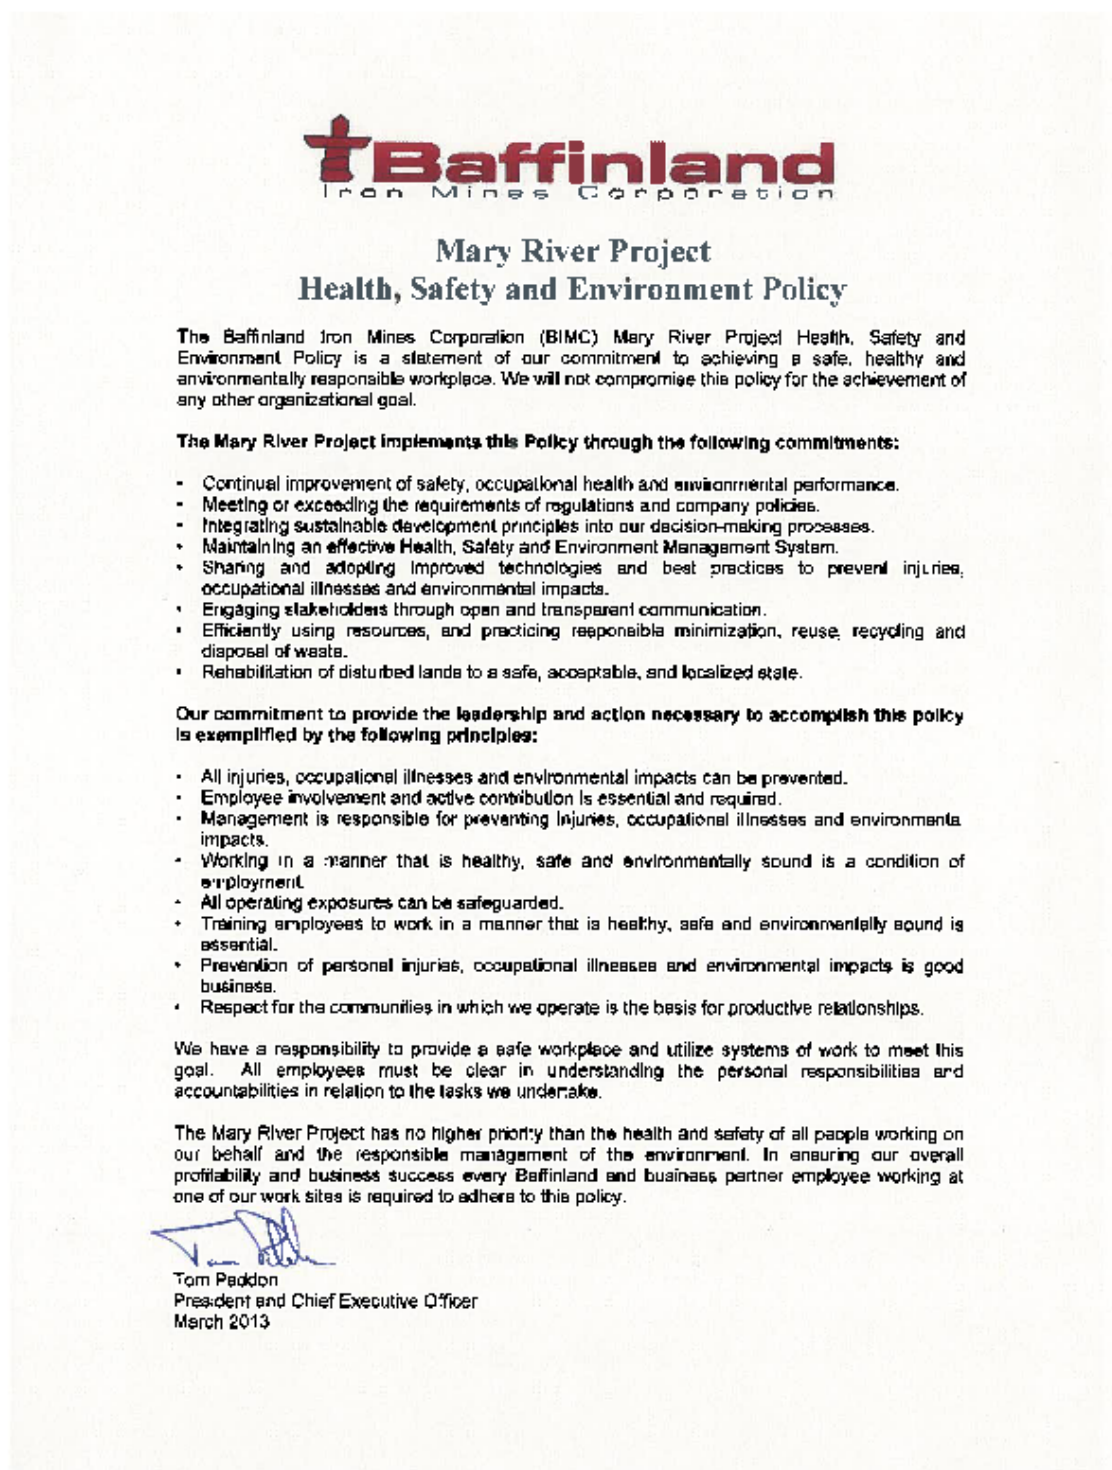 Baffinland
Iron Mines Corporation
Mary River Project
Health, Safety and Environment Policy
The Baffinland Iron Mines Corporation (BIMC) Mary River Project Health, Safety and
Environment Policy is a statement of our commitment to achieving a safe, healthy and
environmentally responsible workplace. We will not compromise this policy for the achievement of
any other organizational goal.
The Mary River Project implements this Policy through the following commitments:
- Continual improvement of safety, occupational health and environmental performance.
- Meeting or exceeding the requirements of regulations and company policies.
- Integrating sustainable development principles into our decision-making processes.
• Maintaining an effective Health, Safety and Environment Management System.
• Sharing and adopting improved technologies and best practices to prevent injuries,
occupational illnesses and environmental impacts.
• Engaging stakeholders through open and transparent communication.
• Efficiently using resources, and practicing responsible minimization, reuse, recycling and
disposal of waste.
• Rehabilitation of disturbed lands to a safe, acceptable, and localized state.
Our commitment to provide the leadership and action necessary to accomplish this policy
is exemplified by the following principles:
• All injuries, occupational illnesses and environmental impacts can be prevented.
• Employee involvement and active contribution is essential and required.
• Management is responsible for preventing injuries, occupational illnesses and environmental
impacts.
• Working in a manner that is healthy, safe and environmentally sound is a condition of
employment.
• All operating exposures can be safeguarded.
• Training employees to work in a manner that is healthy, safe and environmentally sound is
essential.
• Prevention of personal injuries, occupational illnesses and environmental impacts is good
business.
• Respect for the communities in which we operate is the basis for productive relationships.
We have a responsibility to provide a safe workplace and utilize systems of work to meet this
goal. All employees must be clear in understanding the personal responsibilities and
accountabilities in relation to the tasks we undertake.
The Mary River Project has no higher priority than the health and safety of all people working on
our behalf and the responsible management of the environment. In ensuring our overall
profitability and business success every Baffinland and business partner employee working at
one of our work sites is required to adhere to this policy.
Tom Paddon
President and Chief Executive Officer
March 2013